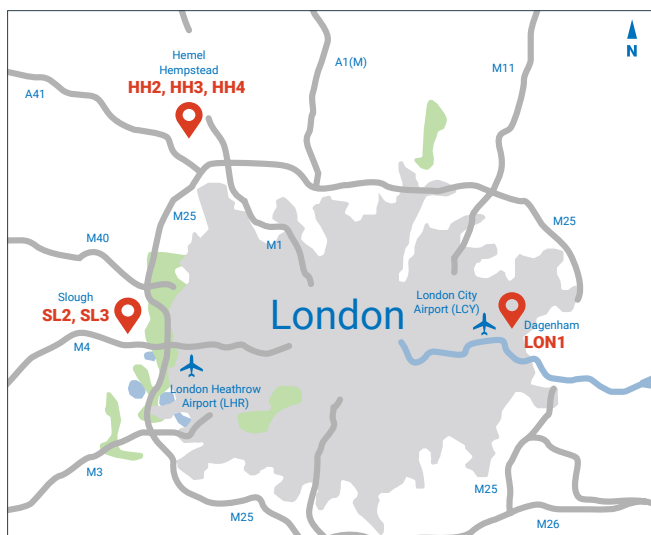 Hemel
Hempstead
HH2, HH3, HH4
A1(M)
N
M11
A41
M25
M25
M40
M1
Slough
SL2, SL3
London City
Airport (LCY)
London
Dagenham
LON1
M4
London Heathrow
Airport (LHR)
M3
M25
M25
M26